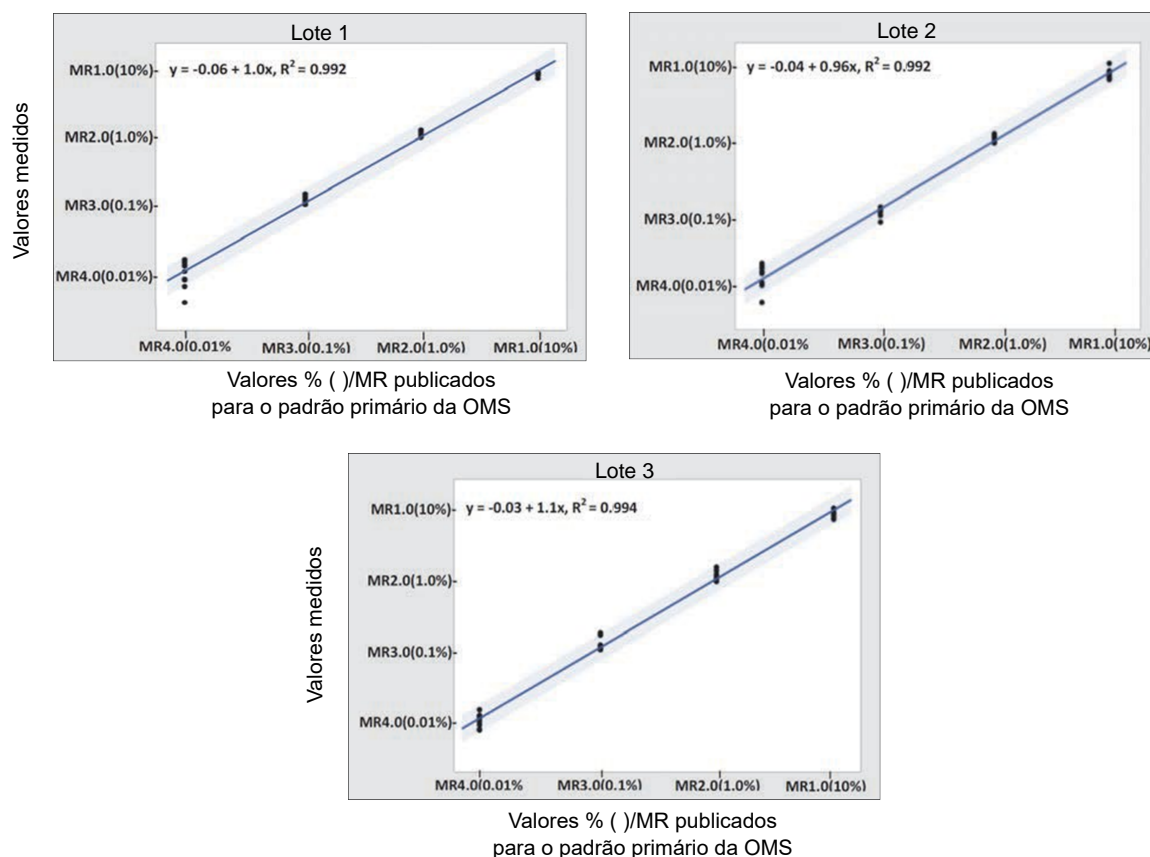 Lote 1
y = -0.06 + 1.0x, R² = 0.992
MR1.0(10%)-
MR2.0(1.0%)-
MR3.0(0.1%)-
MR4.0(0.01%)-
Valores medidos
MR4.0(0.01%
MR3.0(0.1%)
MR2.0(1.0%)
MR1.0(10%)
Valores % ( )/MR publicados
para o padrão primário da OMS
Lote 2
y = -0.04 + 0.96x, R² = 0.992
MR1.0(10%)-
MR2.0(1.0%)-
MR3.0(0.1%)-
MR4.0(0.01%)-
MR4.0(0.01%
MR3.0(0.1%)
MR2.0(1.0%)
MR1.0(10%)
Valores % ( )/MR publicados
para o padrão primário da OMS
Lote 3
y = -0.03 + 1.1x, R² = 0.994
MR1.0(10%)-
MR2.0(1.0%)-
MR3.0(0.1%)-
MR4.0(0.01%)-
Valores medidos
MR4.0(0.01%
MR3.0(0.1%)
MR2.0(1.0%)
MR1.0(10%)
Valores % ( )/MR publicados
para o padrão primário da OMS